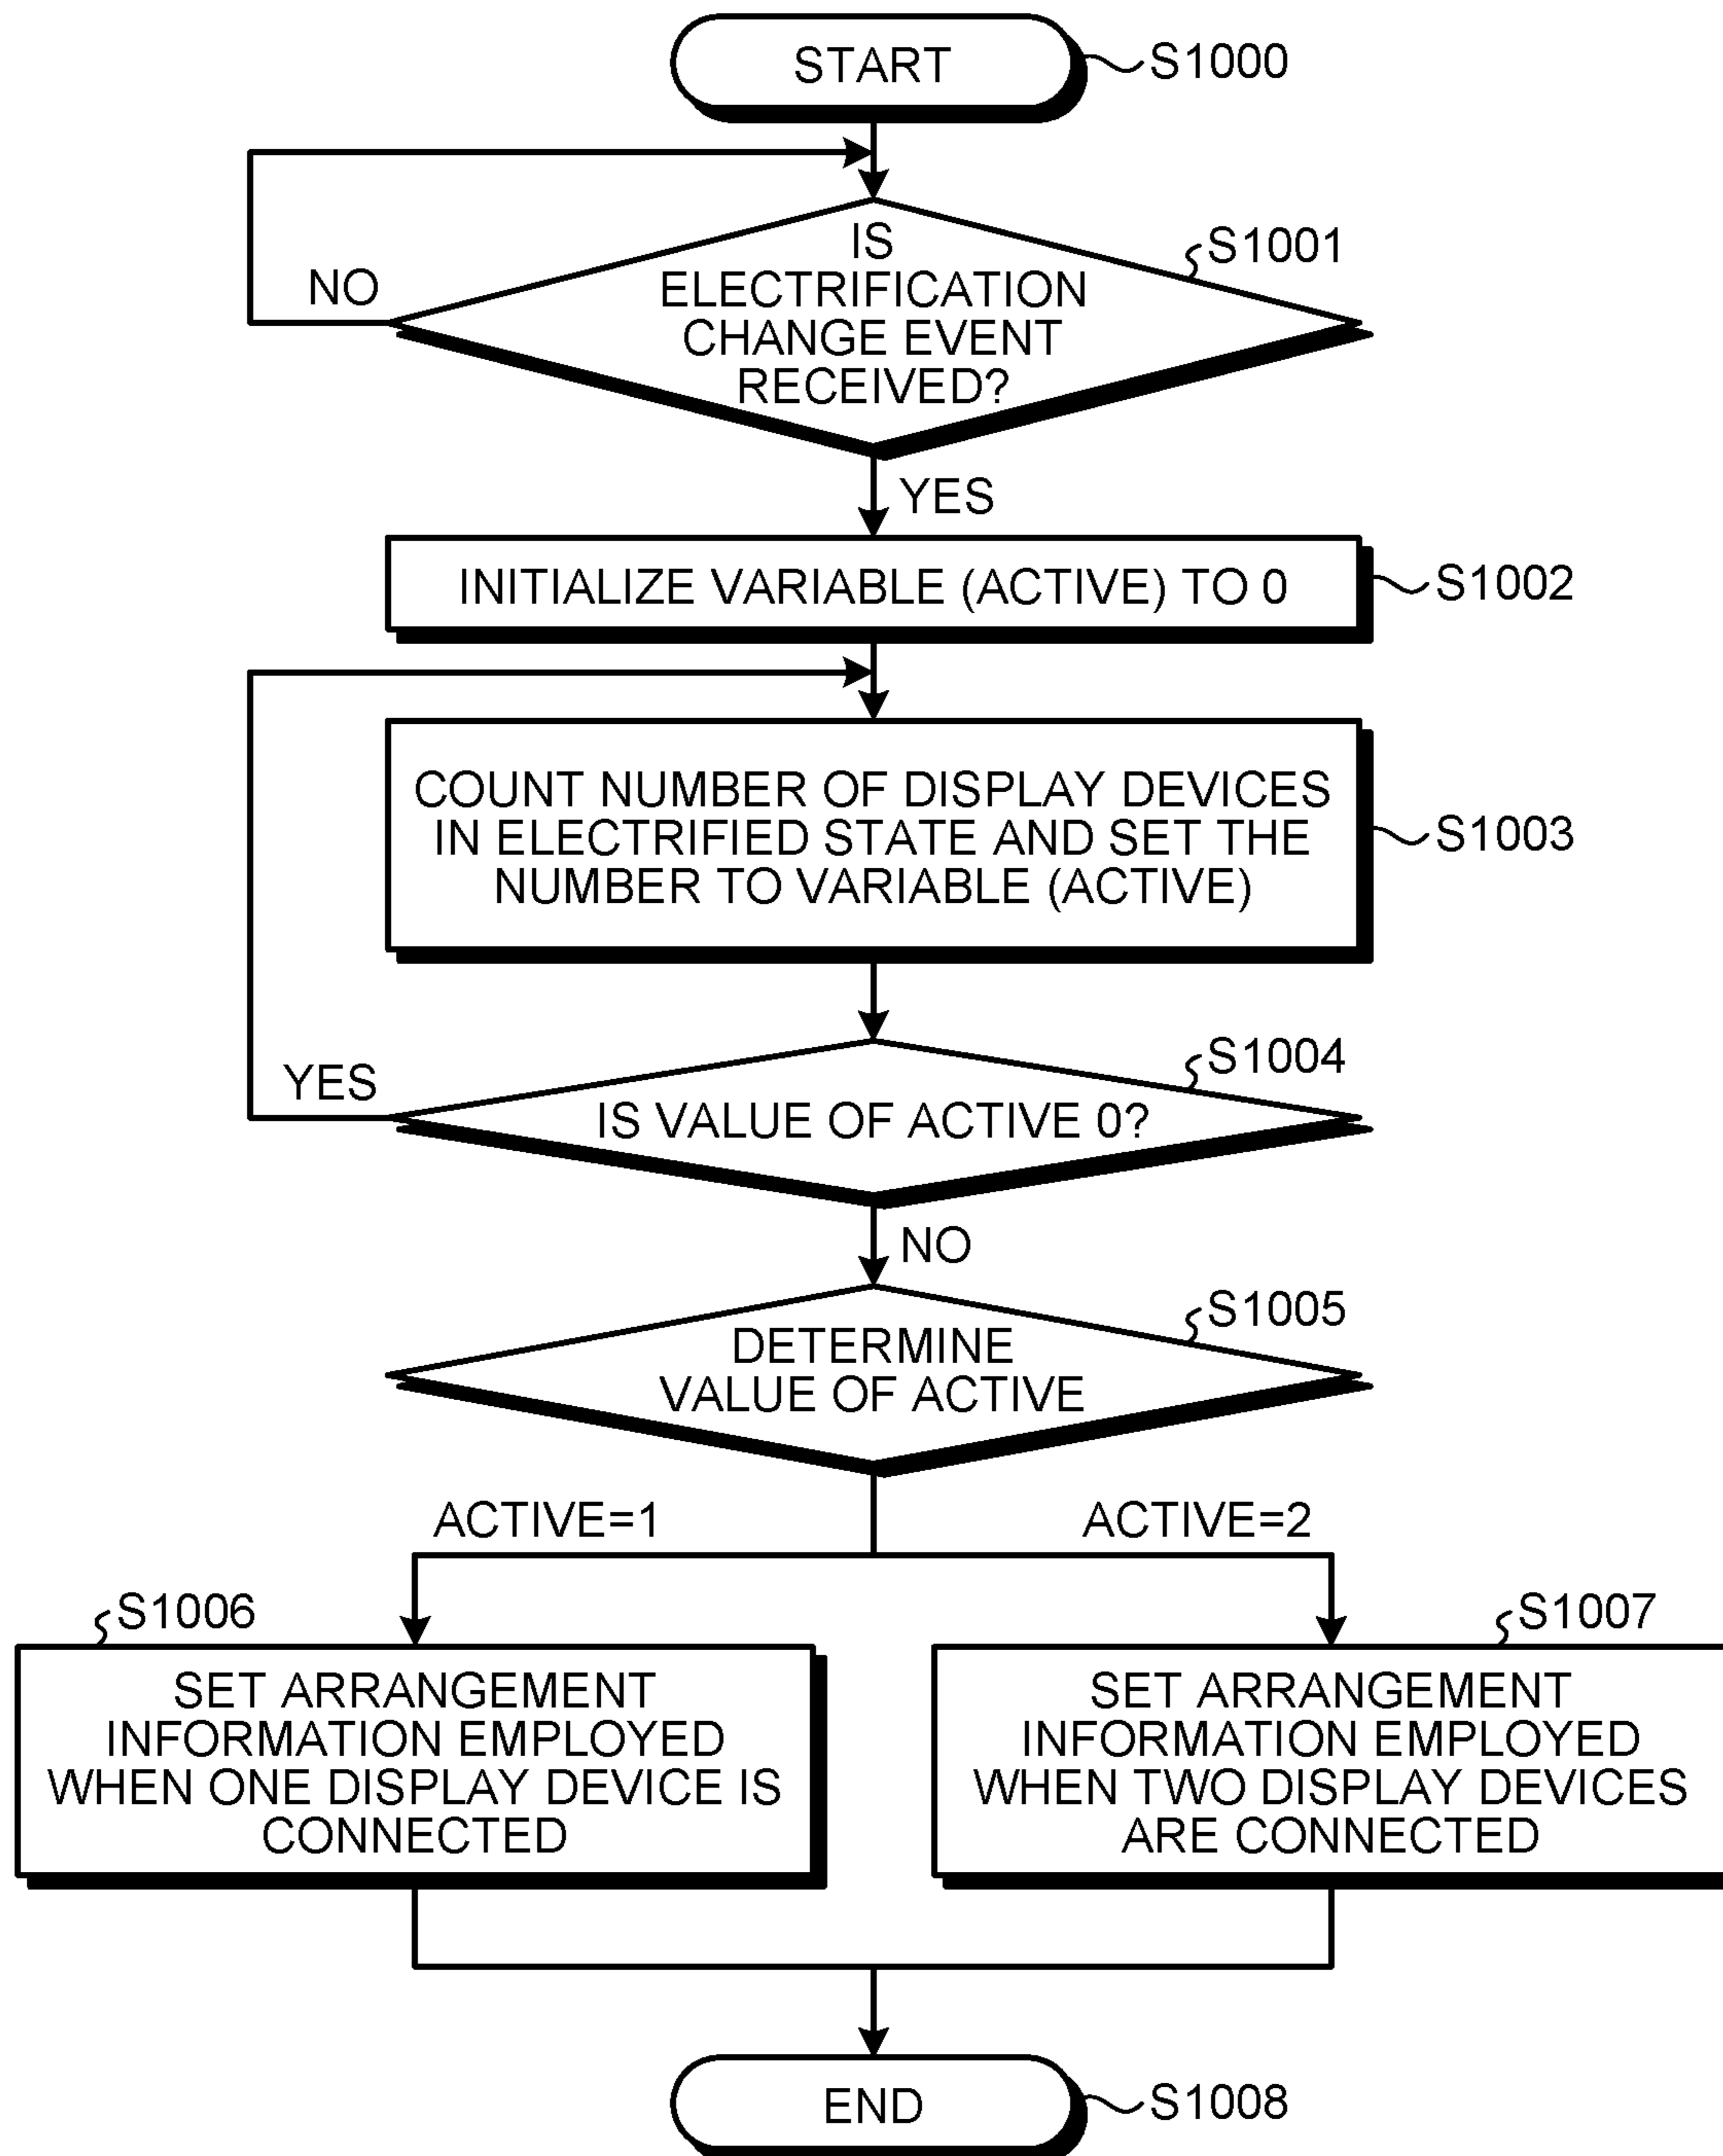 START
S1000
IS
ELECTRIFICATION
CHANGE EVENT
RECEIVED?
S1001
NO
YES
INITIALIZE VARIABLE (ACTIVE) TO 0
S1002
COUNT NUMBER OF DISPLAY DEVICES
IN ELECTRIFIED STATE AND SET THE
NUMBER TO VARIABLE (ACTIVE)
S1003
S1004
YES
IS VALUE OF ACTIVE 0?
NO
S1005
DETERMINE
VALUE OF ACTIVE
ACTIVE=1
ACTIVE=2
S1006
SET ARRANGEMENT
INFORMATION EMPLOYED
WHEN ONE DISPLAY DEVICE IS
CONNECTED
S1007
SET ARRANGEMENT
INFORMATION EMPLOYED
WHEN TWO DISPLAY DEVICES
ARE CONNECTED
END
S1008